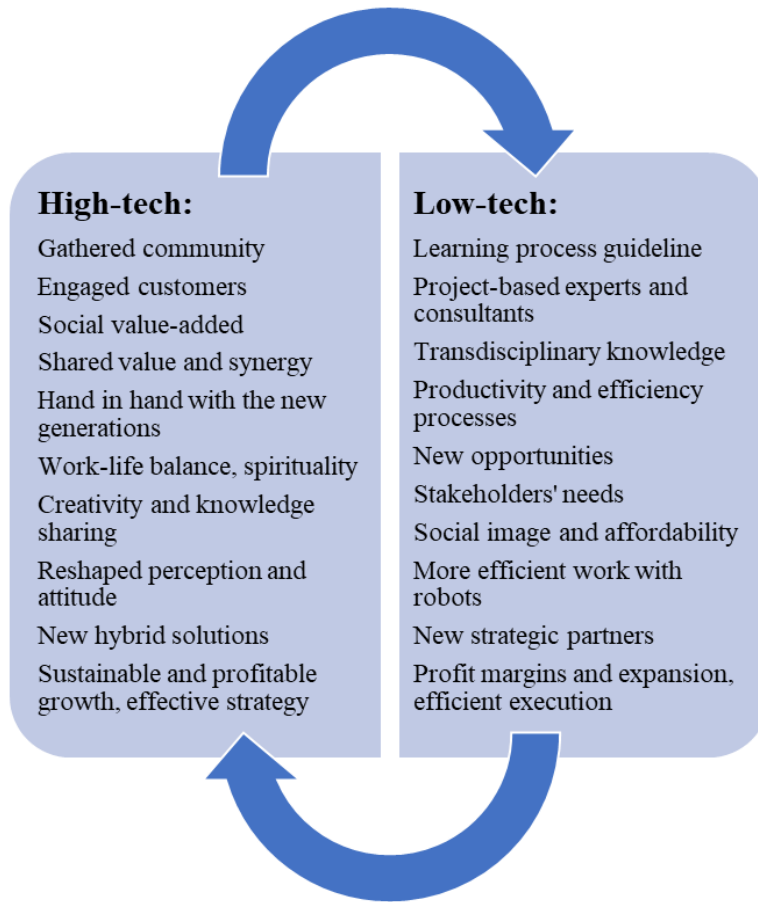 High-tech:
Gathered community
Engaged customers
Social value-added
Shared value and synergy
Hand in hand with the new
generations
Work-life balance, spirituality
Creativity and knowledge
sharing
Reshaped perception and
attitude
New hybrid solutions
Sustainable and profitable
growth, effective strategy
Low-tech:
Learning process guideline
Project-based experts and
consultants
Transdisciplinary knowledge
Productivity and efficiency
processes
New opportunities
Stakeholders' needs
Social image and affordability
More efficient work with
robots
New strategic partners
Profit margins and expansion,
efficient execution